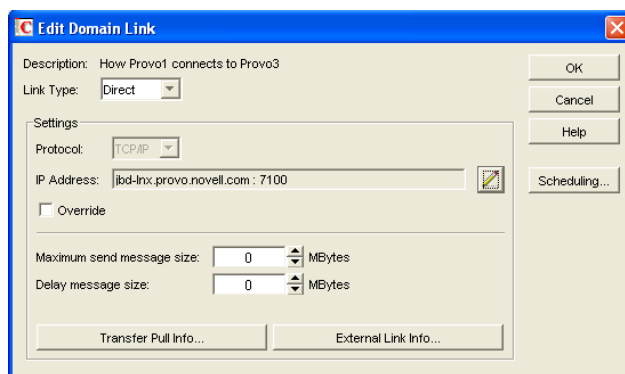 Edit Domain Link
Description: How Provo1 connects to Provo3
Link Type: Direct
Settings
Protocol: TCP/IP
IP Address: jbd-lnx.provo.novell.com : 7100
Override
Maximum send message size: 0 MBytes
Delay message size: 0 MBytes
Transfer Pull Info... External Link Info...
OK
Cancel
Help
Scheduling...